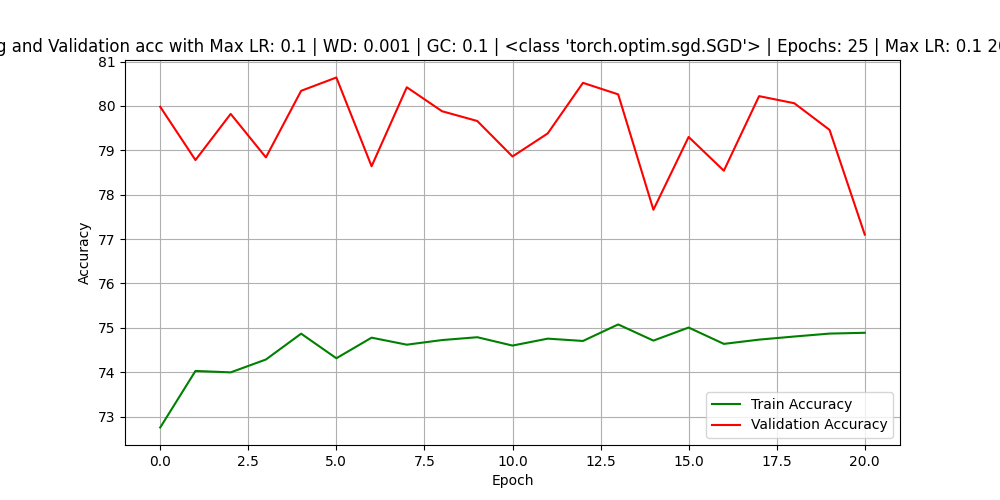 g and Validation acc with Max LR: 0.1 | WD: 0.001 | GC: 0.1 | <class 'torch.optim.sgd.SGD'> | Epochs: 25 | Max LR: 0.1 20
81
80
79
78
77
76
75
74
73
Accuracy
Train Accuracy
Validation Accuracy
0.0 2.5 5.0 7.5 10.0 12.5 15.0 17.5 20.0
Epoch